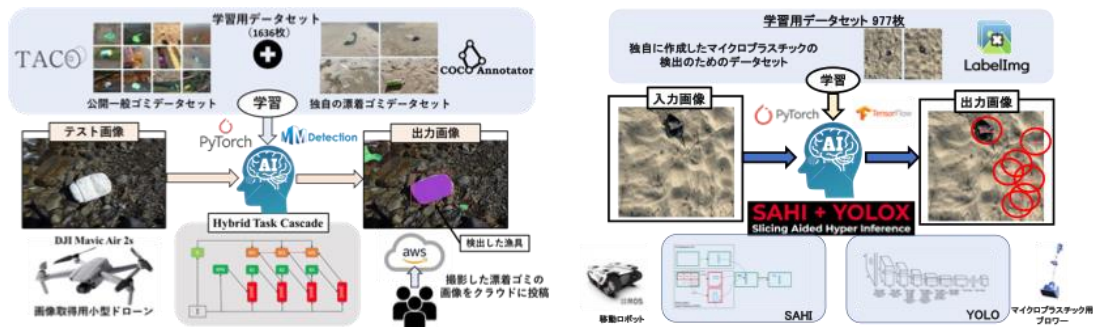 学習用データセット
(1636枚)
TACO
COCO Annotator
公開一般ゴミデータセット
独自の漂着ゴミデータセット
学習
テスト画像
PyTorch
MMDetection
出力画像
AI
Hybrid Task Cascade
検出した漁具
DJI Mavic Air 2s
aws
撮影した漂着ゴミの
画像をクラウドに投稿
画像取得用小型ドローン
学習用データセット 977枚
独自に作成したマイクロプラスチックの
検出のためのデータセット
LabelImg
学習
入力画像
PyTorch
TensorFlow
出力画像
AI
SAHI + YOLOX
Slicing Aided Hyper Inference
移動ロボット
SAHI
YOLO
マイクロプラスチック用
ブロワー